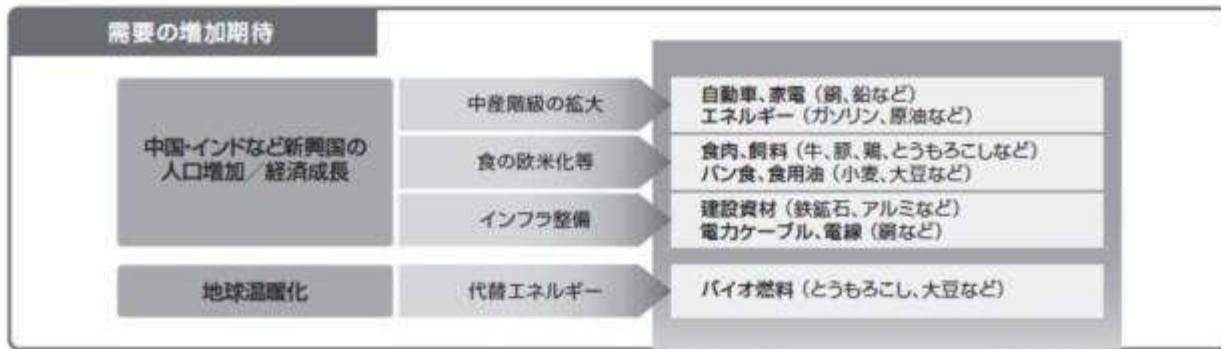 需要の増加期待
中国・インドなど新興国の
人口増加／経済成長
中産階級の拡大
自動車、家電（銅、鉛など）
エネルギー（ガソリン、原油など）
食の欧米化等
食肉、飼料（牛、豚、鶏、とうもろこしなど）
パン食、食用油（小麦、大豆など）
インフラ整備
建設資材（鉄鉱石、アルミなど）
電力ケーブル、電線（銅など）
地球温暖化
代替エネルギー
バイオ燃料（とうもろこし、大豆など）